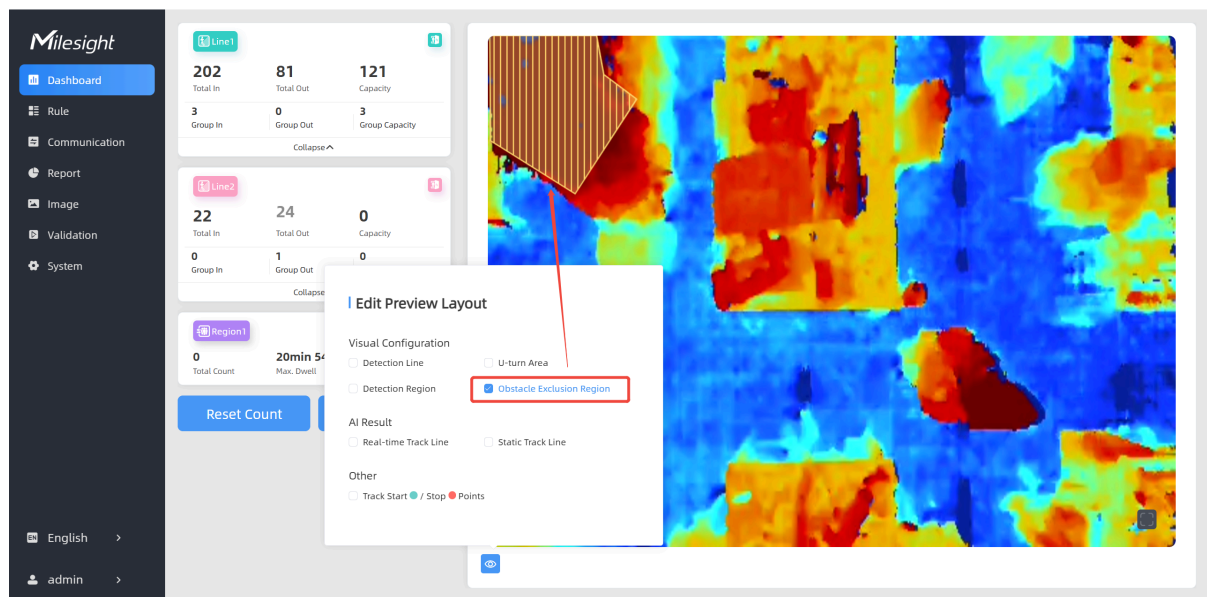 Milesight
Dashboard
Rule
Communication
Report
Image
Validation
System
EN English >
admin >
Line1
202 81 121
Total In Total Out Capacity
3 0 3
Group In Group Out Group Capacity
Collapse
Line2
22 24 0
Total In Total Out Capacity
0 1 0
Group In Group Out
Collapse
Region1
0 20min 54
Total Count Max. Dwell
Reset Count
Edit Preview Layout
Visual Configuration
Detection Line U-turn Area
Detection Region Obstacle Exclusion Region
AI Result
Real-time Track Line Static Track Line
Other
Track Start / Stop Points